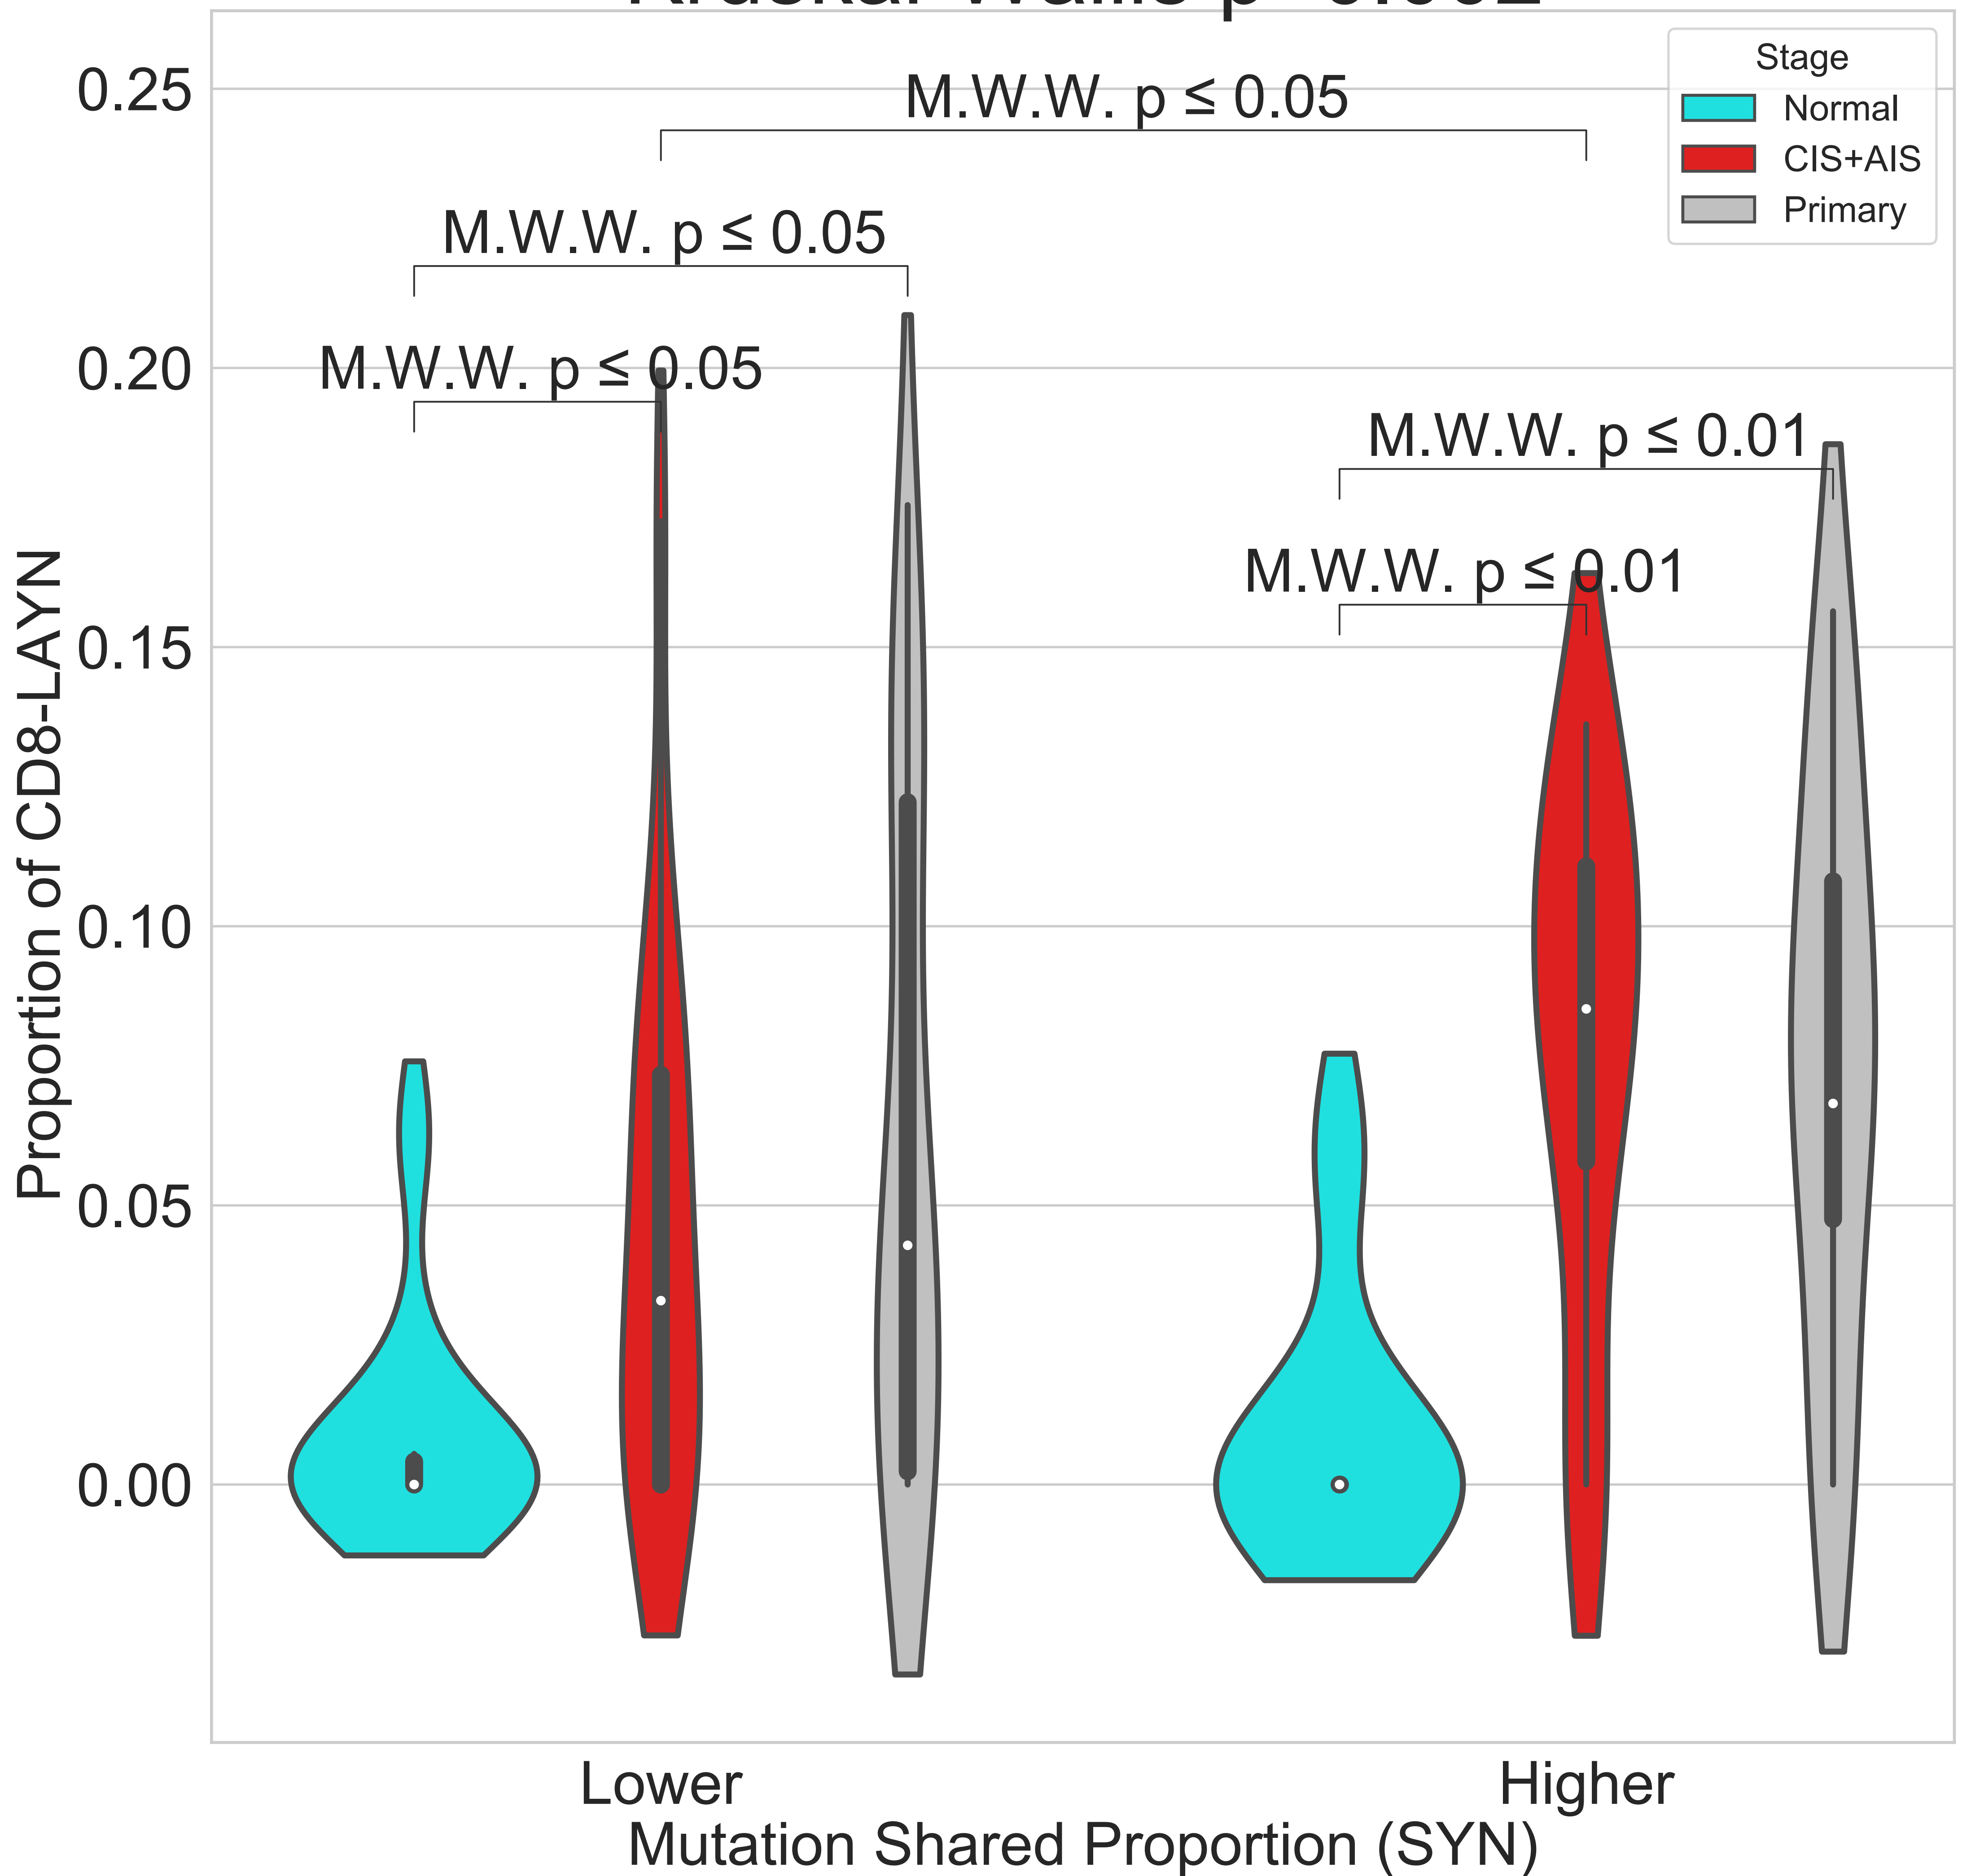 Stage
Normal
CIS+AIS
Primary
M.W.W. p ≤ 0.05
M.W.W. p ≤ 0.05
M.W.W. p ≤ 0.05
M.W.W. p ≤ 0.01
M.W.W. p ≤ 0.01
0.25
0.20
0.15
0.10
0.05
0.00
Proportion of CD8-LAYN
Lower
Higher
Mutation Shared Proportion (SYN)